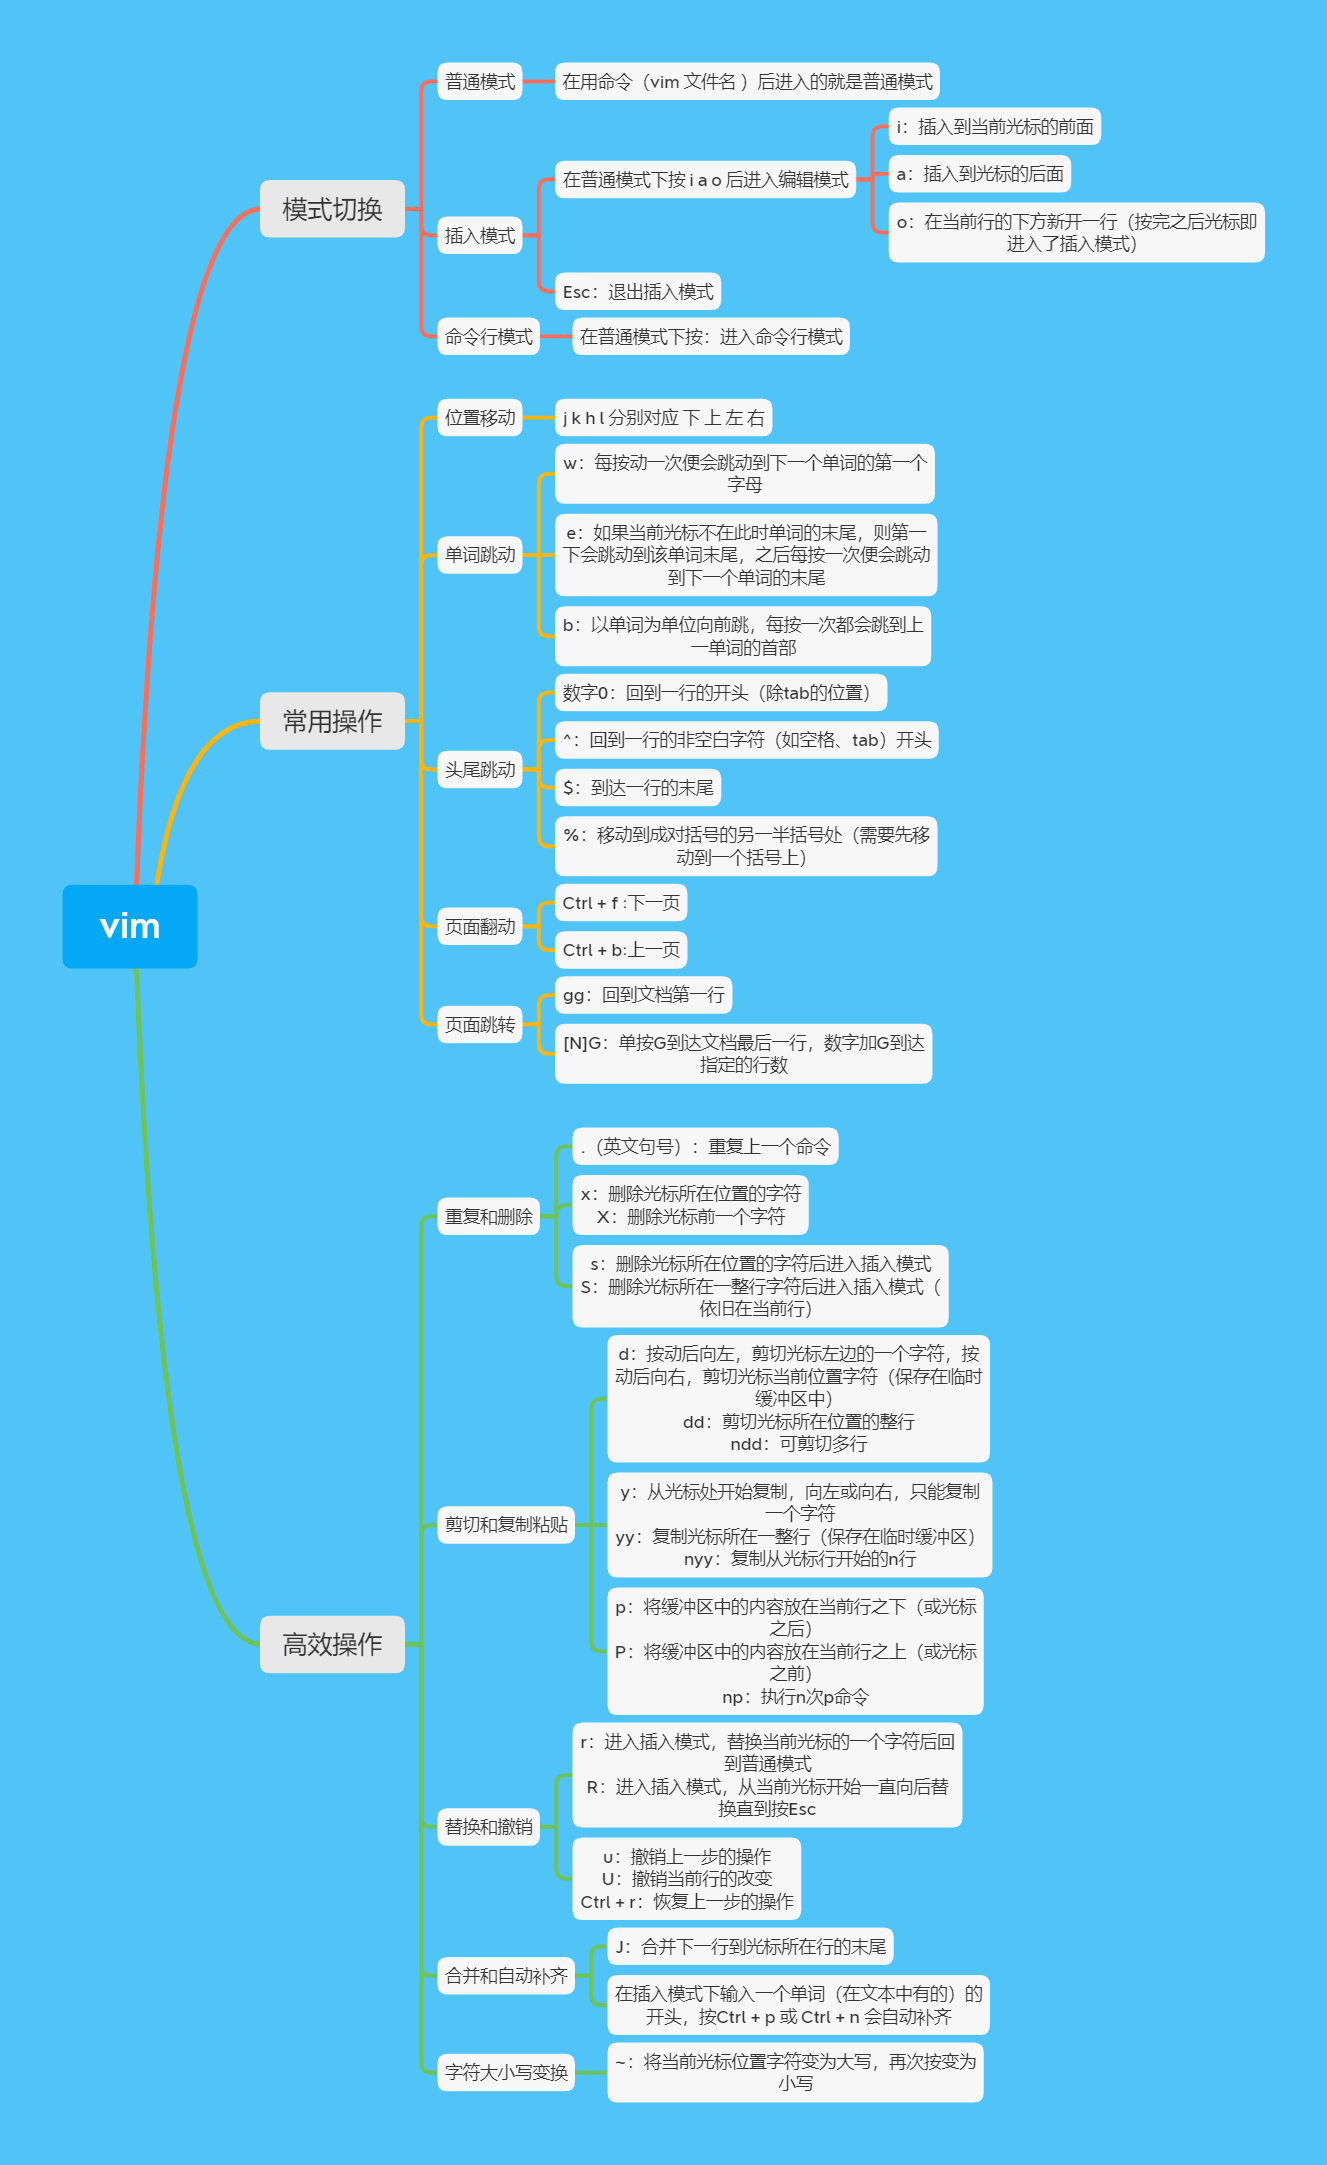 普通模式
在用命令（vim 文件名 ）后进入的就是普通模式
i：插入到当前光标的前面
a：插入到光标的后面
在普通模式下按 i a o 后进入编辑模式
模式切换
插入模式
o：在当前行的下方新开一行（按完之后光标即
进入了插入模式）
Esc：退出插入模式
命令行模式
在普通模式下按：进入命令行模式
位置移动
j k h l 分别对应 下 上 左 右
w：每按动一次便会跳动到下一个单词的第一个
字母
单词跳动
e：如果当前光标不在此时单词的末尾，则第一
下会跳动到该单词末尾，之后每按一次便会跳动
到下一个单词的末尾
b：以单词为单位向前跳，每按一次都会跳到上
一单词的首部
常用操作
头尾跳动
数字0：回到一行的开头（除tab的位置）
^：回到一行的非空白字符（如空格、tab）开头
$：到达一行的末尾
%：移动到成对括号的另一半括号处（需要先移
动到一个括号上）
vim
页面翻动
Ctrl + f :下一页
Ctrl + b:上一页
页面跳转
gg：回到文档第一行
[N]G：单按G到达文档最后一行，数字加G到达
指定的行数
重复和删除
.（英文句号）：重复上一个命令
x：删除光标所在位置的字符
X：删除光标前一个字符
s：删除光标所在位置的字符后进入插入模式
S：删除光标所在一整行字符后进入插入模式（
依旧在当前行）
剪切和复制粘贴
d：按动后向左，剪切光标左边的一个字符，按
动后向右，剪切光标当前位置字符（保存在临时
缓冲区中）
dd：剪切光标所在位置的整行
ndd：可剪切多行
y：从光标处开始复制，向左或向右，只能复制
一个字符
yy：复制光标所在一整行（保存在临时缓冲区）
nyy：复制从光标行开始的n行
p：将缓冲区中的内容放在当前行之下（或光标
之后）
P：将缓冲区中的内容放在当前行之上（或光标
之前）
np：执行n次p命令
高效操作
替换和撤销
r：进入插入模式，替换当前光标的一个字符后回
到普通模式
R：进入插入模式，从当前光标开始一直向后替
换直到按Esc
u：撤销上一步的操作
U：撤销当前行的改变
Ctrl + r：恢复上一步的操作
合并和自动补齐
J：合并下一行到光标所在行的末尾
在插入模式下输入一个单词（在文本中有的）的
开头，按Ctrl + p 或 Ctrl + n 会自动补齐
字符大小写变换
~：将当前光标位置字符变为大写，再次按变为
小写